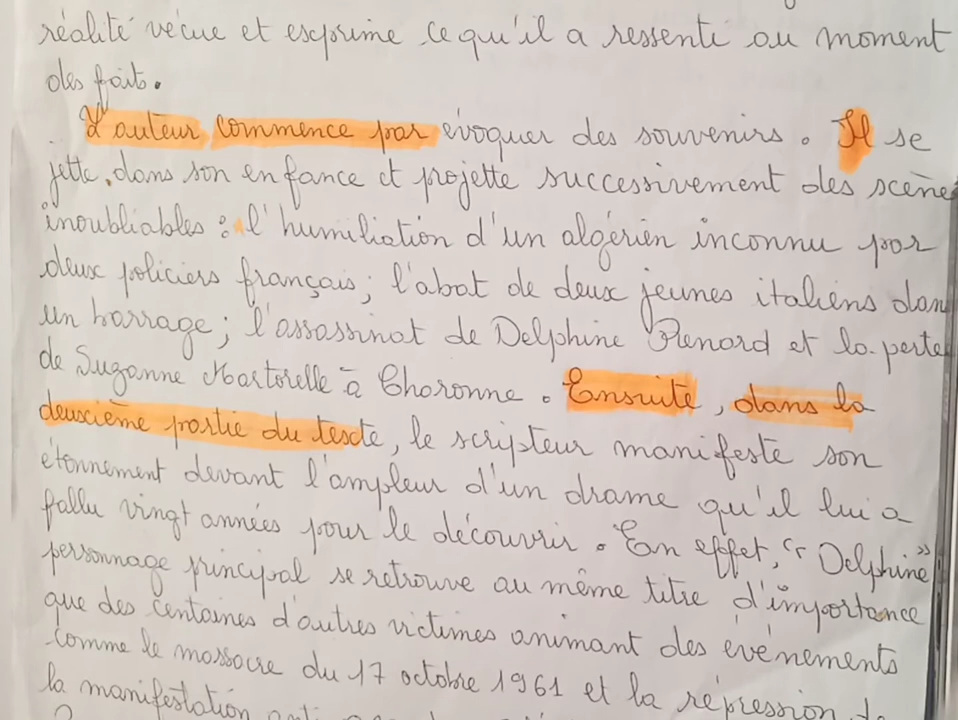 réalité vécue et exprime ce qu'il a ressenti au moment
des faits.
L'auteur commence par évoquer des souvenirs. Il se
jette dans son enfance et projette successivement des scène
inoubliables : l'humiliation d'un algérien inconnu par
deux policiers français ; l'abat de deux jeunes italiens dan
un barrage ; l'assassinat de Delphine Renard et la perte
de Suzanne Martorelle à Charonne. Ensuite, dans la
deuxième partie du texte, le scripteur manifeste son
étonnement devant l'ampleur d'un drame qu'il lui a
fallu vingt années pour le découvrir. En effet, "Delphine"
personnage principal se retrouve au même titre d'importance
que des centaines d'autres victimes animant des événements
comme le massacre du 17 octobre 1961 et la répression de
la manifestation